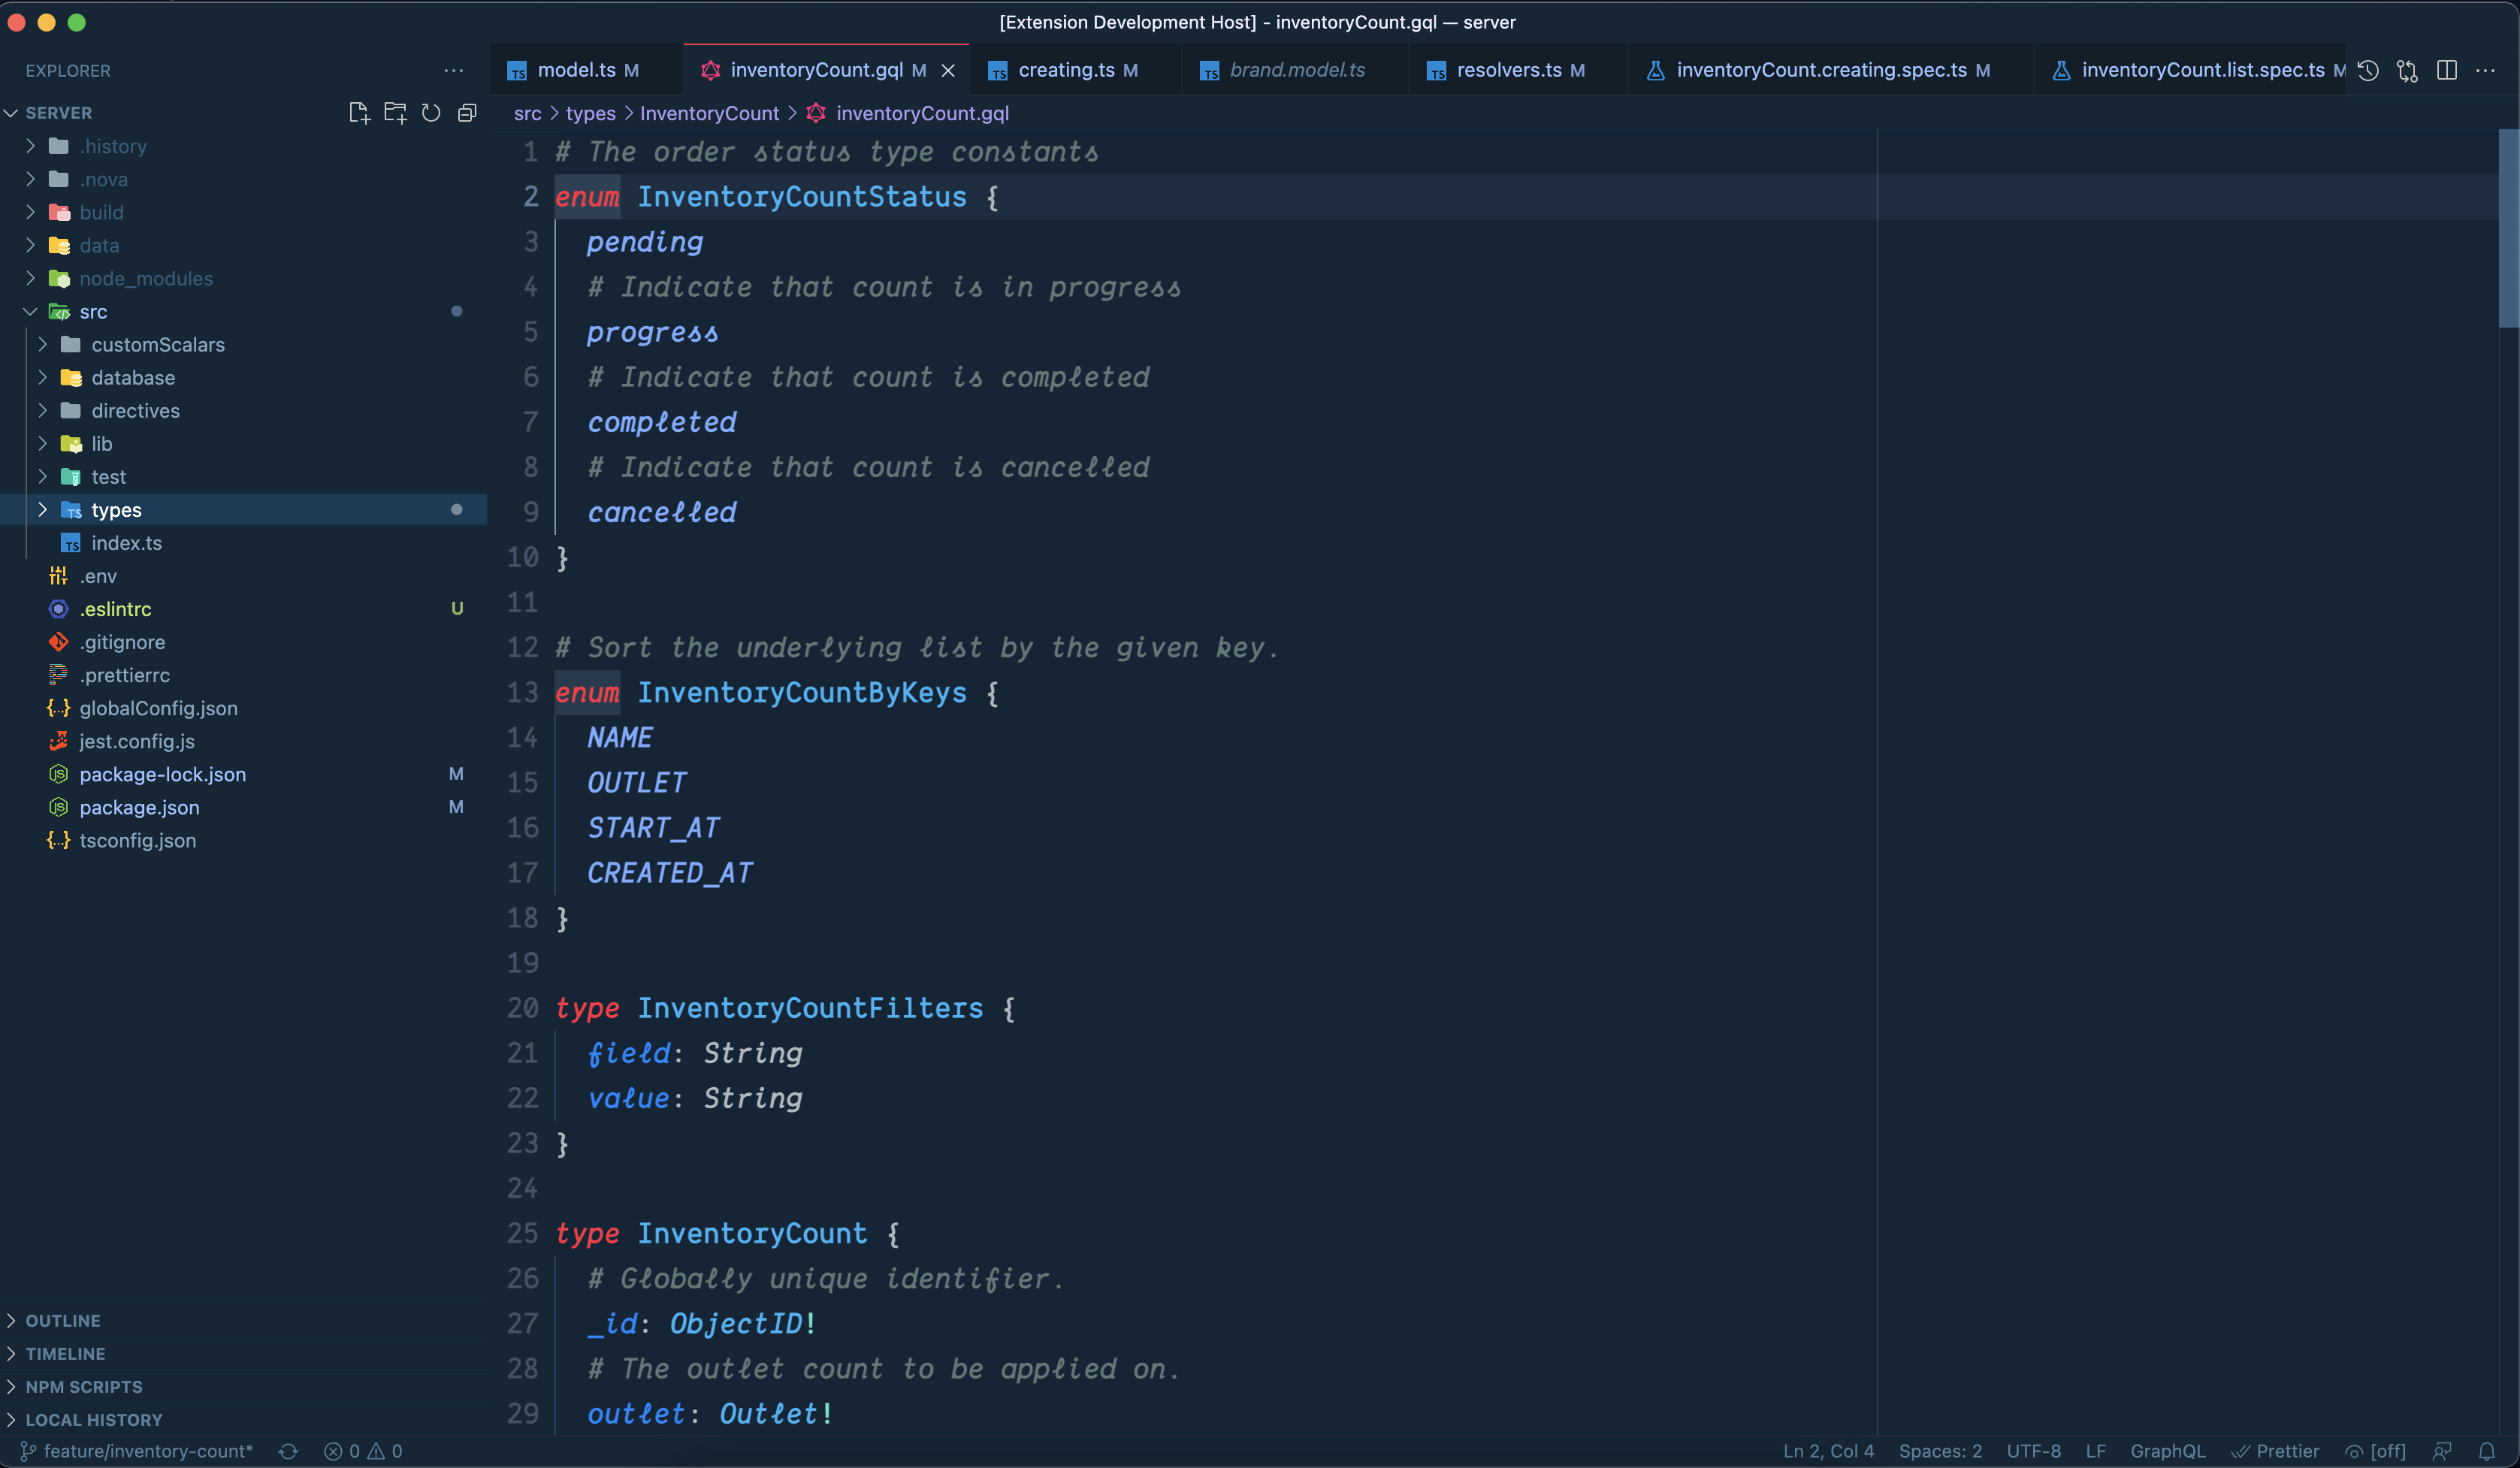 [Extension Development Host] - inventoryCount.gql — server
EXPLORER
SERVER
.history
.nova
build
data
node_modules
src
customScalars
database
directives
lib
test
types
index.ts
.env
.eslintrc U
.gitignore
.prettierrc
globalConfig.json
jest.config.js
package-lock.json M
package.json M
tsconfig.json
OUTLINE
TIMELINE
NPM SCRIPTS
LOCAL HISTORY
model.ts M inventoryCount.gql M creating.ts M brand.model.ts resolvers.ts M inventoryCount.creating.spec.ts M inventoryCount.list.spec.ts M
src > types > InventoryCount > inventoryCount.gql
1 # The order status type constants
2 enum InventoryCountStatus {
3 pending
4 # Indicate that count is in progress
5 progress
6 # Indicate that count is completed
7 completed
8 # Indicate that count is cancelled
9 cancelled
10 }
11
12 # Sort the underlying list by the given key.
13 enum InventoryCountByKeys {
14 NAME
15 OUTLET
16 START_AT
17 CREATED_AT
18 }
19
20 type InventoryCountFilters {
21 field: String
22 value: String
23 }
24
25 type InventoryCount {
26 # Globally unique identifier.
27 _id: ObjectID!
28 # The outlet count to be applied on.
29 outlet: Outlet!
feature/inventory-count* 0 0 Ln 2, Col 4 Spaces: 2 UTF-8 LF GraphQL Prettier [off]